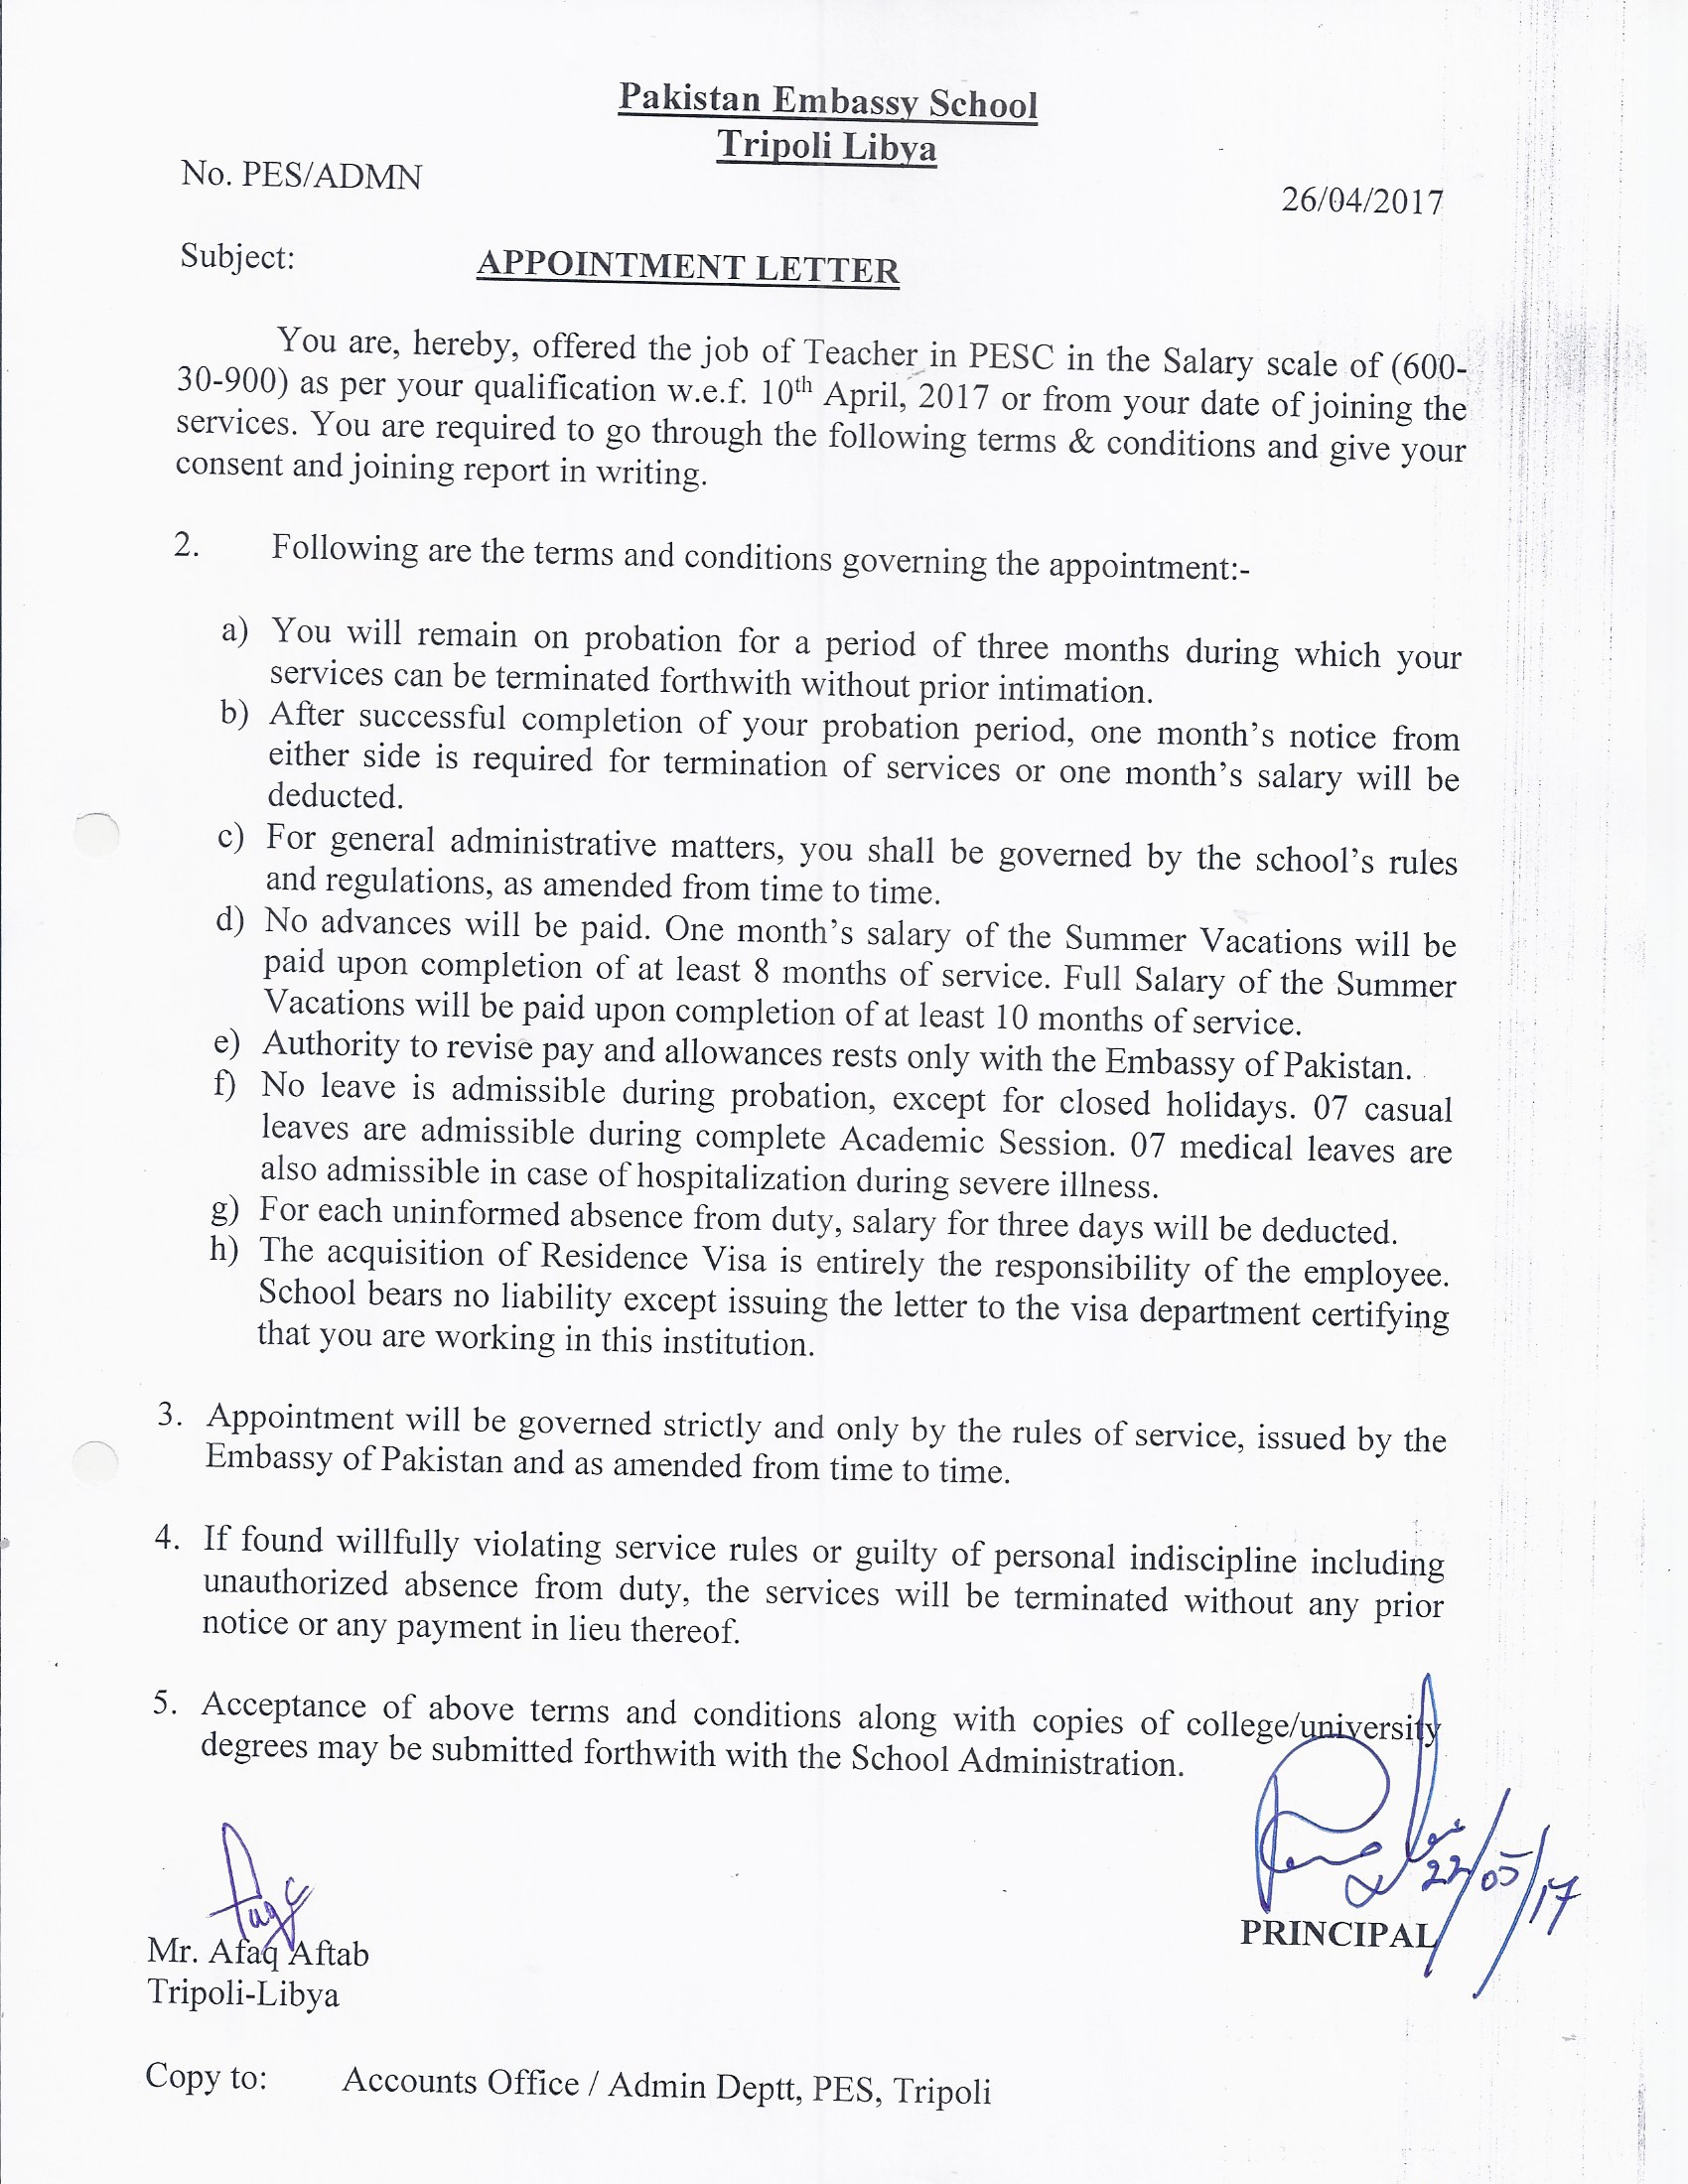 Pakistan Embassy School
Tripoli Libya
No. PES/ADMN
26/04/2017
Subject: APPOINTMENT LETTER
You are, hereby, offered the job of Teacher in PESC in the Salary scale of (600-
30-900) as per your qualification w.e.f. 10th April, 2017 or from your date of joining the
services. You are required to go through the following terms & conditions and give your
consent and joining report in writing.
2. Following are the terms and conditions governing the appointment:-
a) You will remain on probation for a period of three months during which your
services can be terminated forthwith without prior intimation.
b) After successful completion of your probation period, one month's notice from
either side is required for termination of services or one month's salary will be
deducted.
c) For general administrative matters, you shall be governed by the school's rules
and regulations, as amended from time to time.
d) No advances will be paid. One month's salary of the Summer Vacations will be
paid upon completion of at least 8 months of service. Full Salary of the Summer
Vacations will be paid upon completion of at least 10 months of service.
e) Authority to revise pay and allowances rests only with the Embassy of Pakistan.
f) No leave is admissible during probation, except for closed holidays. 07 casual
leaves are admissible during complete Academic Session. 07 medical leaves are
also admissible in case of hospitalization during severe illness.
g) For each uninformed absence from duty, salary for three days will be deducted.
h) The acquisition of Residence Visa is entirely the responsibility of the employee.
School bears no liability except issuing the letter to the visa department certifying
that you are working in this institution.
3. Appointment will be governed strictly and only by the rules of service, issued by the
Embassy of Pakistan and as amended from time to time.
4. If found willfully violating service rules or guilty of personal indiscipline including
unauthorized absence from duty, the services will be terminated without any prior
notice or any payment in lieu thereof.
5. Acceptance of above terms and conditions along with copies of college/university
degrees may be submitted forthwith with the School Administration.
22/05/17
PRINCIPAL
Mr. Afaq Aftab
Tripoli-Libya
Copy to: Accounts Office / Admin Deptt, PES, Tripoli